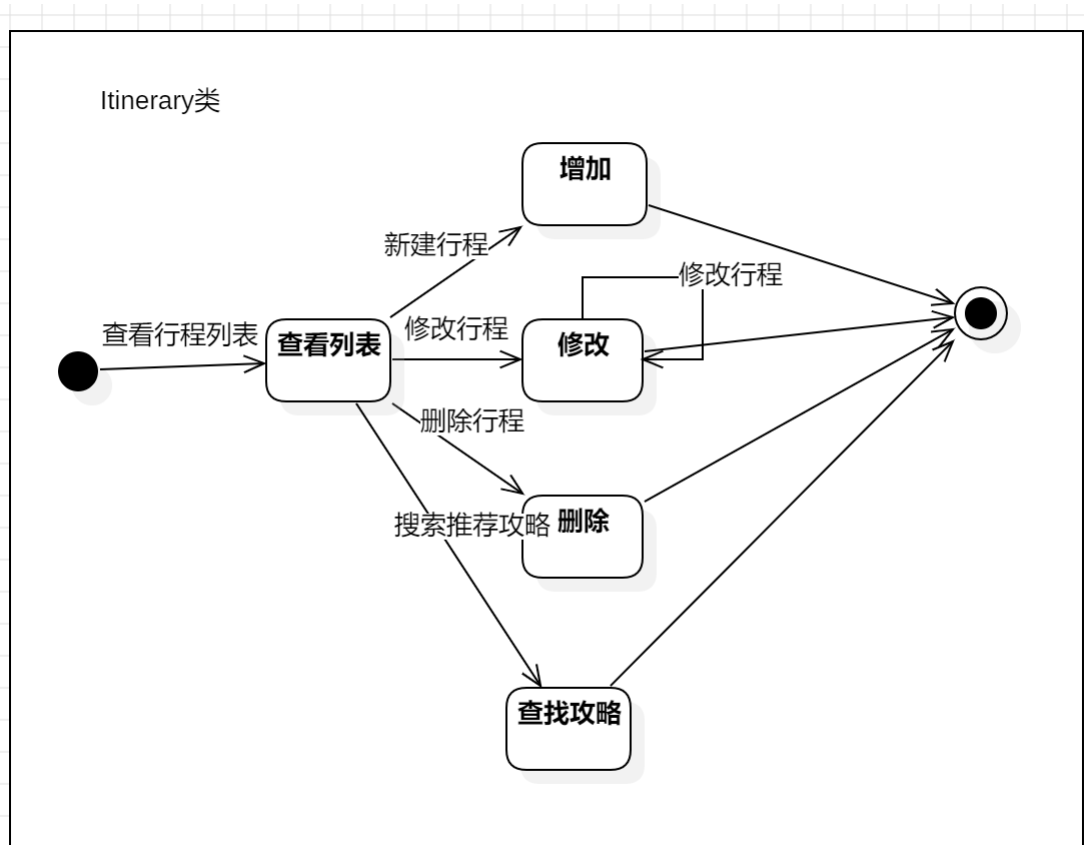 Itinerary类
增加
新建行程
修改行程
查看行程列表
查看列表
修改行程
修改
删除行程
搜索推荐攻略
删除
查找攻略